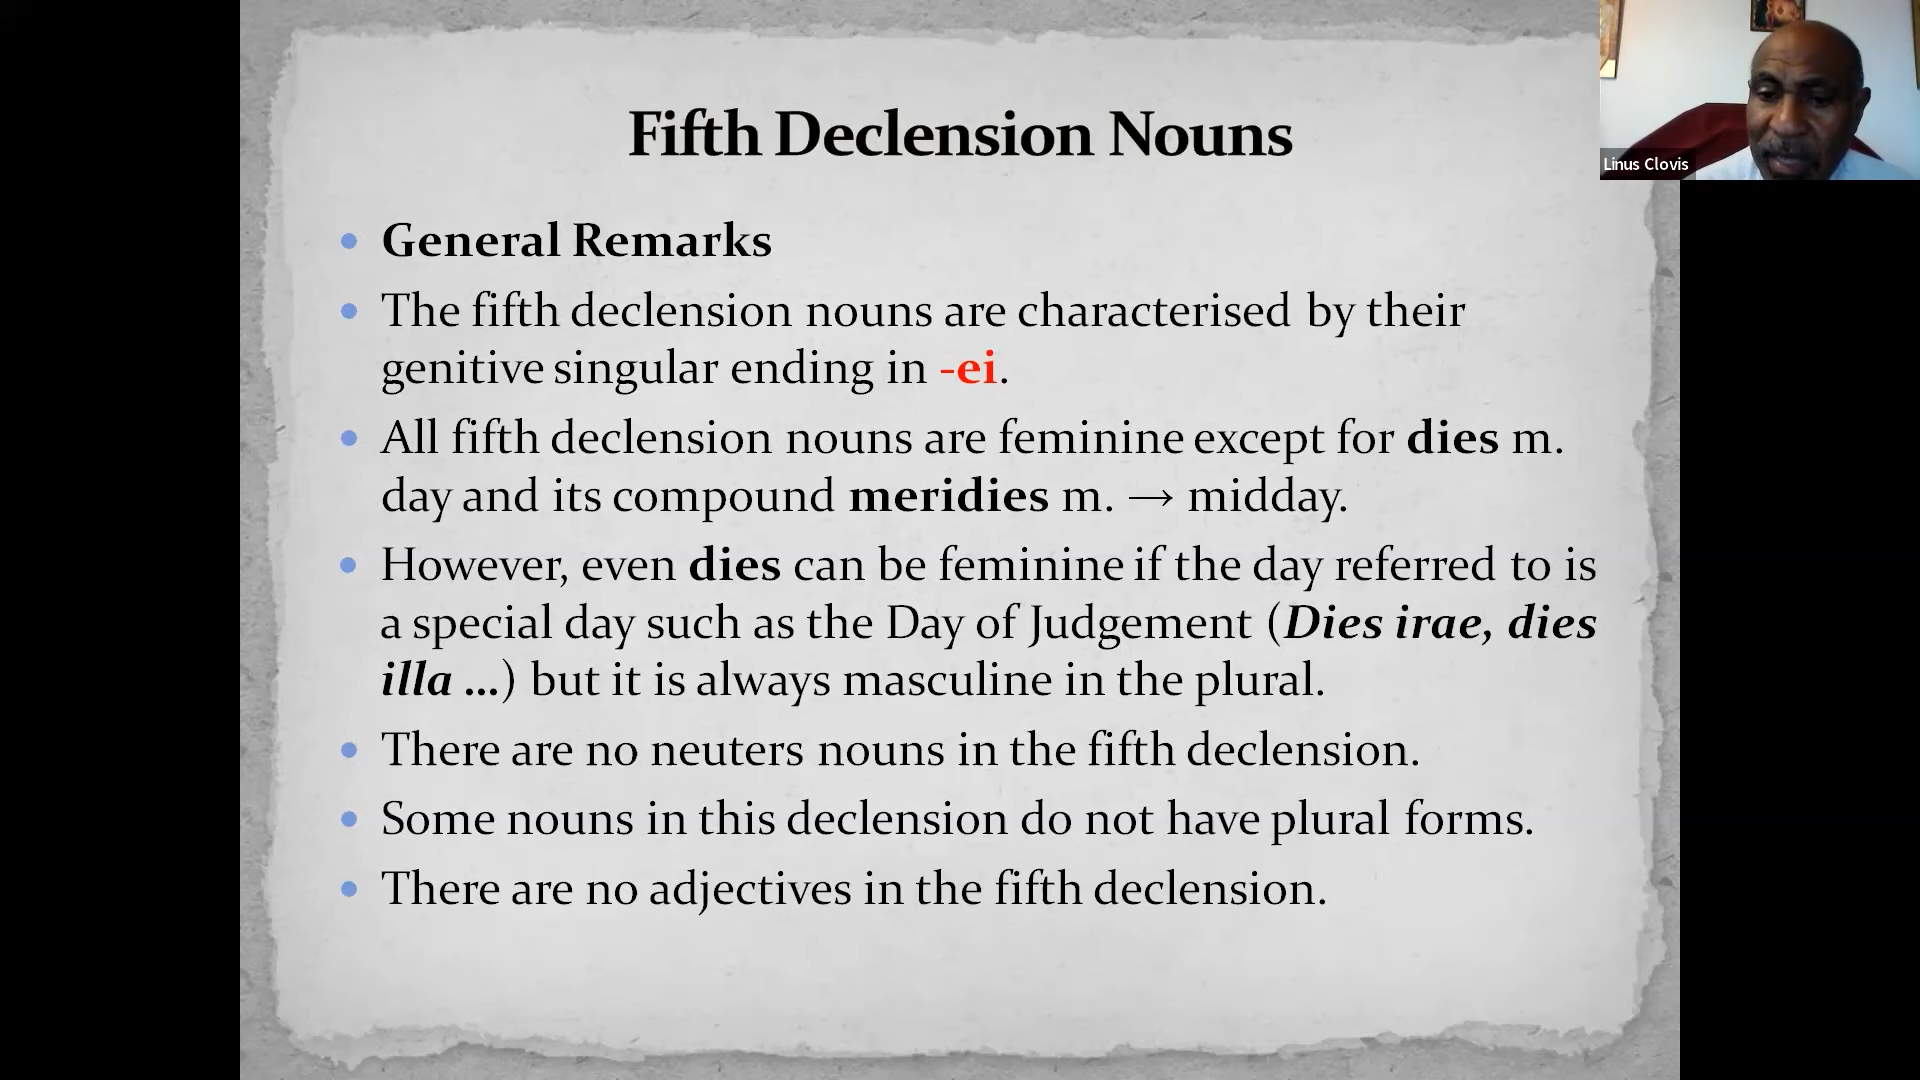 Fifth Declension Nouns
Linus Clovis
• General Remarks
• The fifth declension nouns are characterised by their
genitive singular ending in -ei.
• All fifth declension nouns are feminine except for dies m.
day and its compound meridies m. → midday.
• However, even dies can be feminine if the day referred to is
a special day such as the Day of Judgement (Dies irae, dies
illa ...) but it is always masculine in the plural.
• There are no neuters nouns in the fifth declension.
• Some nouns in this declension do not have plural forms.
• There are no adjectives in the fifth declension.